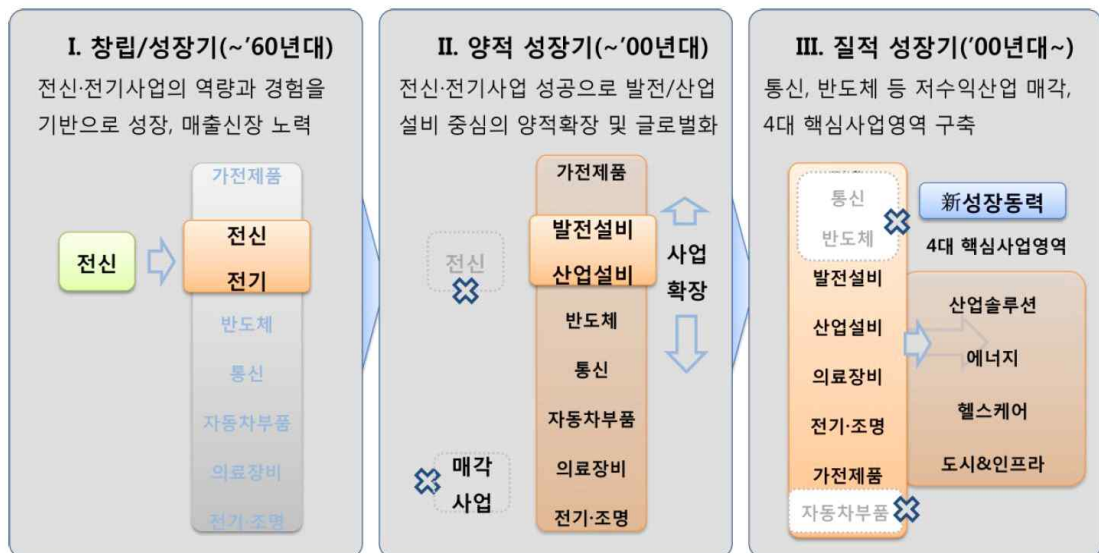 I. 창립/성장기(~'60년대)
전신·전기사업의 역량과 경험을
기반으로 성장, 매출신장 노력
가전제품
전신
전신
전기
반도체
통신
자동차부품
의료장비
전기·조명
II. 양적 성장기(~'00년대)
전신·전기사업 성공으로 발전/산업
설비 중심의 양적확장 및 글로벌화
가전제품
전신
발전설비
산업설비
사업
확장
반도체
통신
자동차부품
매각
사업
의료장비
전기·조명
III. 질적 성장기('00년대~)
통신, 반도체 등 저수익산업 매각,
4대 핵심사업영역 구축
통신
반도체
발전설비
산업설비
의료장비
전기·조명
가전제품
자동차부품
新성장동력
4대 핵심사업영역
산업솔루션
에너지
헬스케어
도시&인프라